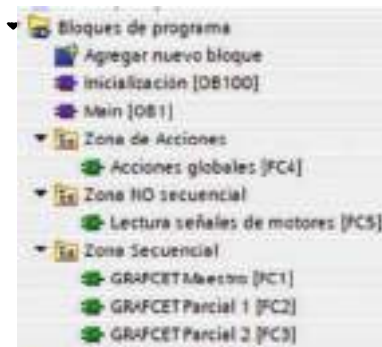 Bloques de programa
Agregar nuevo bloque
Inicialización [OB100]
Main [OB1]
Zona de Acciones
Acciones globales [FC4]
Zona NO secuencial
Lectura señales de motores [FC5]
Zona Secuencial
GRAFCET Maestro [FC1]
GRAFCET Parcial 1 [FC2]
GRAFCET Parcial 2 [FC3]